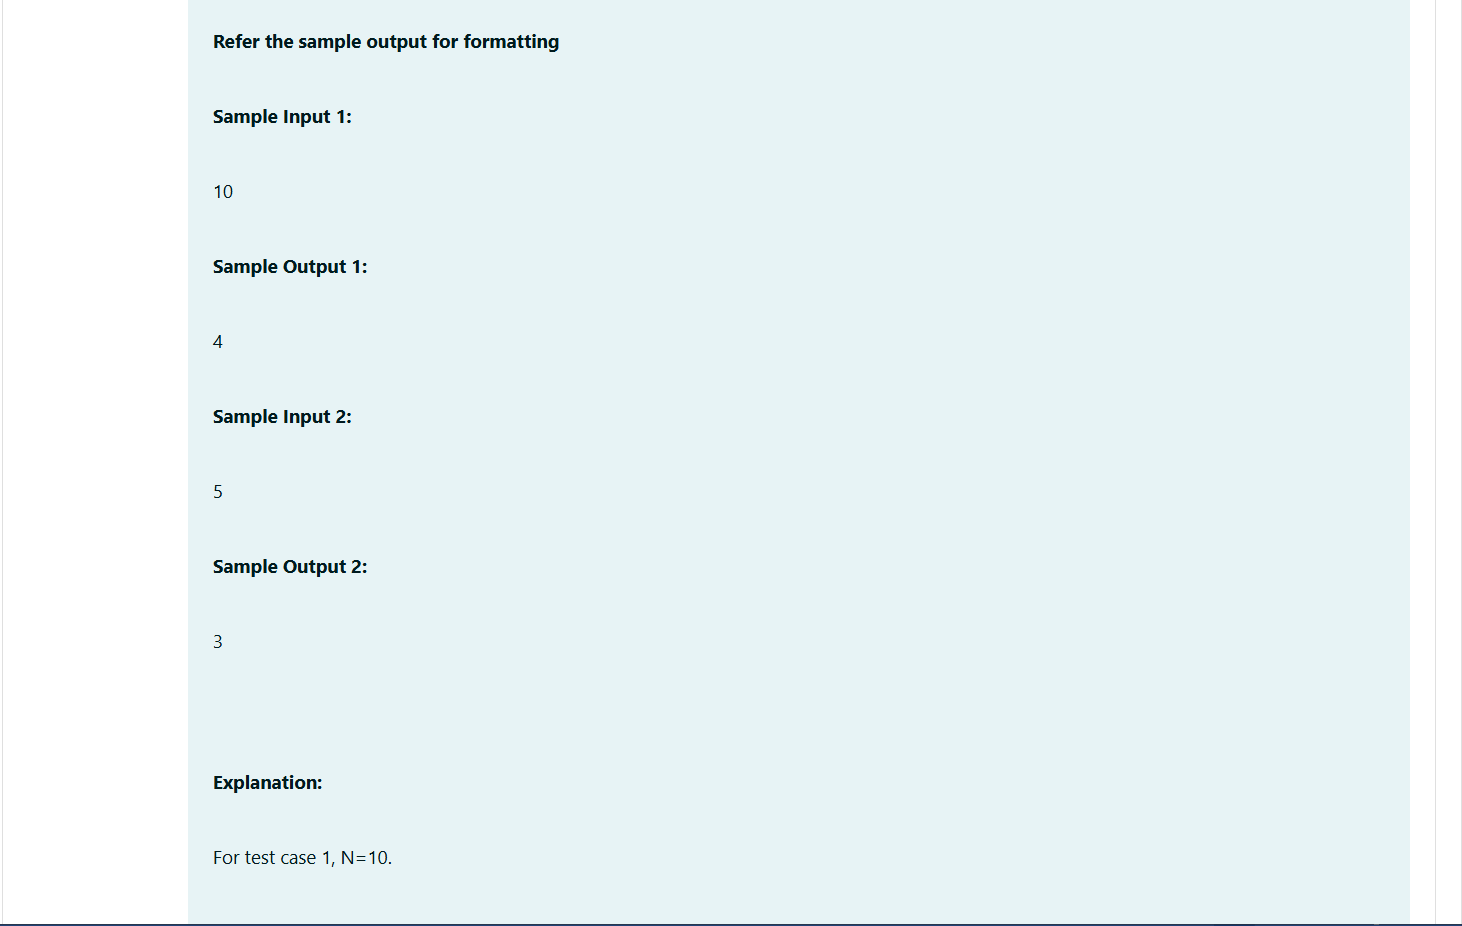 Refer the sample output for formatting
Sample Input 1:
10
Sample Output 1:
4
Sample Input 2:
5
Sample Output 2:
3
Explanation:
For test case 1, N=10.